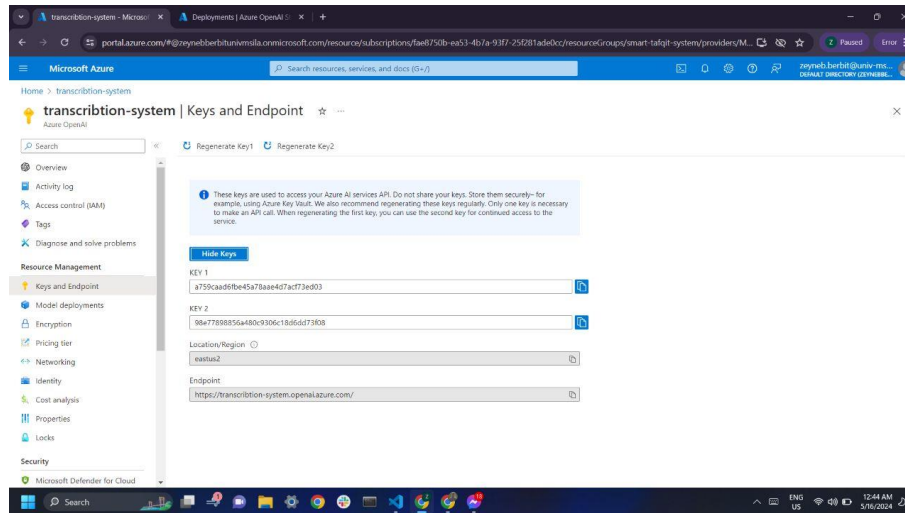 transcribtion-system - Microsof
Deployments | Azure OpenAI S
portal.azure.com/#@zeynebberbitunivmsila.onmicrosoft.com/resource/subscriptions/fae8750b-ea53-4b7a-93f7-25f281ade0cc/resourceGroups/smart-tafqit-system/providers/M...
Z Paused
Error
Microsoft Azure
Search resources, services, and docs (G+/)
zeyneb.berbit@univ-ms...
DEFAULT DIRECTORY (ZEYNEBBE...
Home > transcribtion-system
transcribtion-system | Keys and Endpoint
Azure OpenAI
Search
Regenerate Key1 Regenerate Key2
Overview
Activity log
Access control (IAM)
Tags
Diagnose and solve problems
Resource Management
Keys and Endpoint
Model deployments
Encryption
Pricing tier
Networking
Identity
Cost analysis
Properties
Locks
Security
Microsoft Defender for Cloud
These keys are used to access your Azure AI services API. Do not share your keys. Store them securely– for
example, using Azure Key Vault. We also recommend regenerating these keys regularly. Only one key is necessary
to make an API call. When regenerating the first key, you can use the second key for continued access to the
service.
Hide Keys
KEY 1
[API key withheld]
KEY 2
[API key withheld]
Location/Region
eastus2
Endpoint
https://transcribtion-system.openai.azure.com/
Search
ENG
US
12:44 AM
5/16/2024